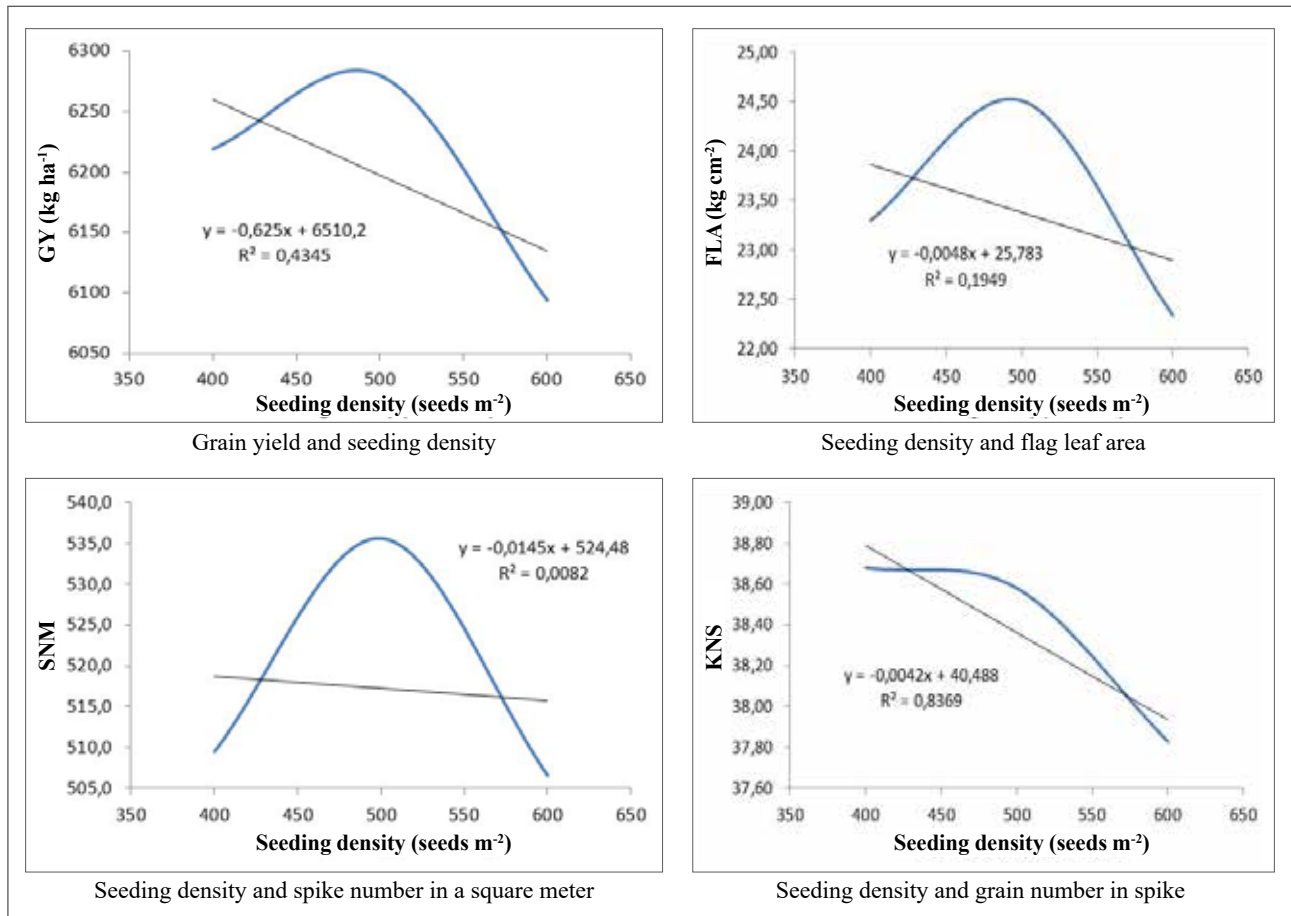 6300
6250
6200
6150
6100
6050
GY (kg ha⁻¹)
y = -0,625x + 6510,2
R² = 0,4345
350 400 450 500 550 600 650
Seeding density (seeds m⁻²)
Grain yield and seeding density
25,00
24,50
24,00
23,50
23,00
22,50
22,00
FLA (kg cm⁻²)
y = -0,0048x + 25,783
R² = 0,1949
350 400 450 500 550 600 650
Seeding density (seeds m⁻²)
Seeding density and flag leaf area
540,0
535,0
530,0
525,0
520,0
515,0
510,0
505,0
SNM
y = -0,0145x + 524,48
R² = 0,0082
350 400 450 500 550 600 650
Seeding density (seeds m⁻²)
Seeding density and spike number in a square meter
39,00
38,80
38,60
38,40
38,20
38,00
37,80
37,60
KNS
y = -0,0042x + 40,488
R² = 0,8369
350 400 450 500 550 600 650
Seeding density (seeds m⁻²)
Seeding density and grain number in spike